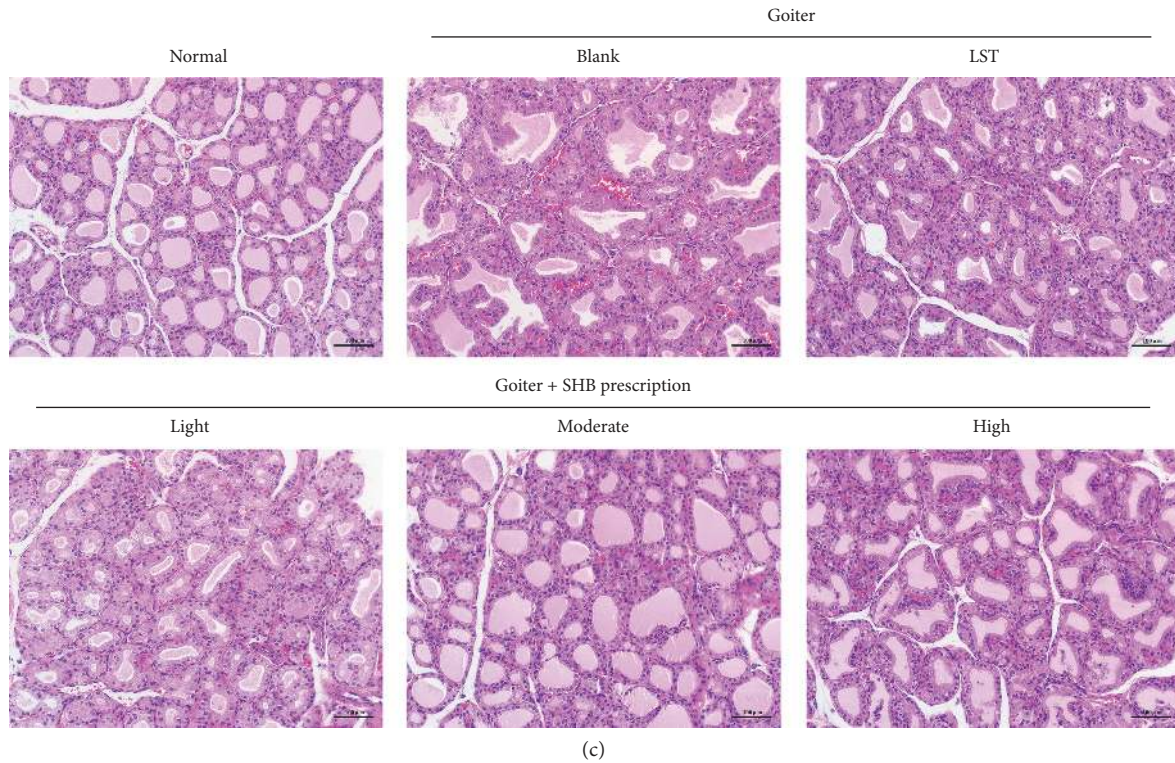 Goiter
Normal
Blank
LST
Goiter + SHB prescription
Light
Moderate
High
(c)